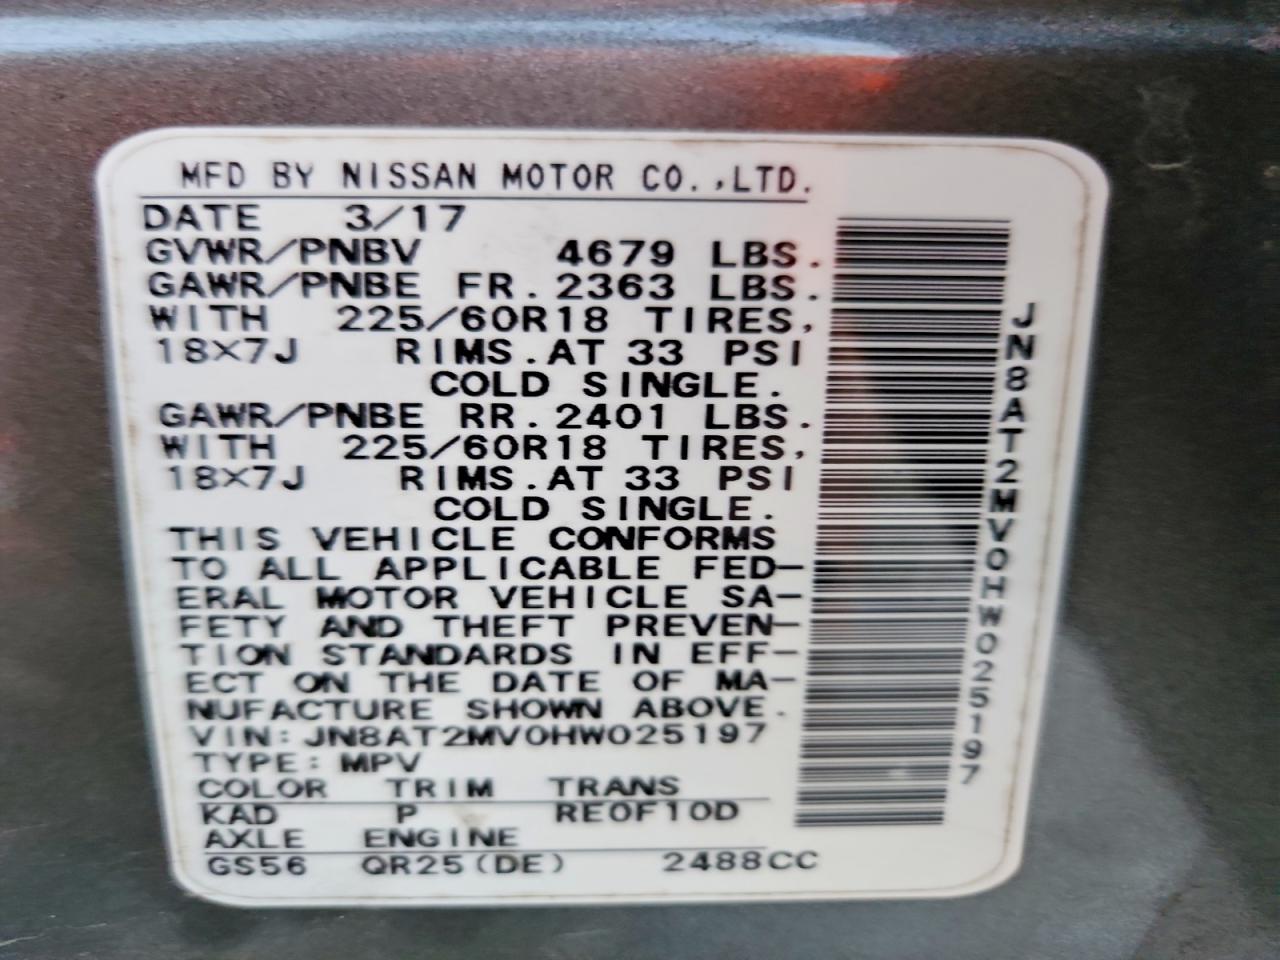 MFD BY NISSAN MOTOR CO.,LTD.
DATE 3/17
GVWR/PNBV 4679 LBS.
GAWR/PNBE FR. 2363 LBS.
WITH 225/60R18 TIRES,
18×7J RIMS.AT 33 PSI
COLD SINGLE.
GAWR/PNBE RR. 2401 LBS.
WITH 225/60R18 TIRES,
18×7J RIMS.AT 33 PSI
COLD SINGLE.
THIS VEHICLE CONFORMS
TO ALL APPLICABLE FED-
ERAL MOTOR VEHICLE SA-
FETY AND THEFT PREVEN-
TION STANDARDS IN EFF-
ECT ON THE DATE OF MA-
NUFACTURE SHOWN ABOVE.
VIN: JN8AT2MV0HW025197
TYPE: MPV
COLOR TRIM TRANS
KAD P RE0F10D
AXLE ENGINE
GS56 QR25(DE) 2488CC
JN8AT2MV0HW025197